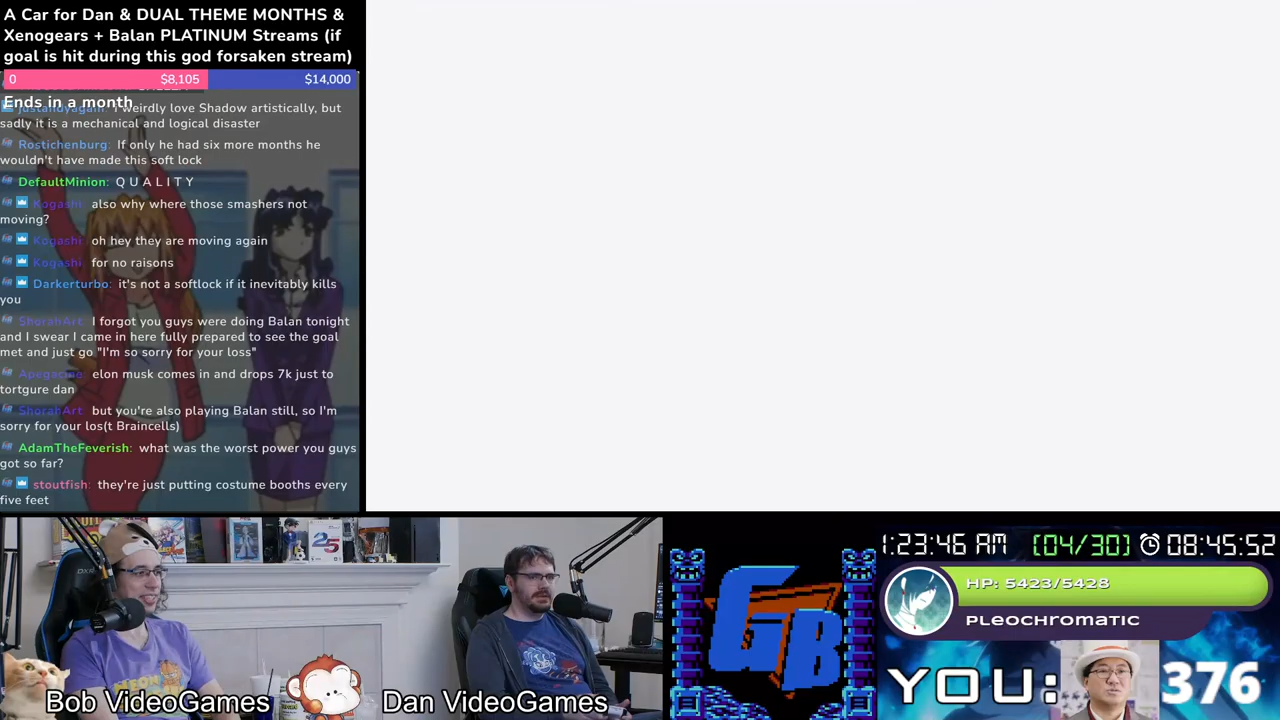 A Car for Dan & DUAL THEME MONTHS &
Xenogears + Balan PLATINUM Streams (if
goal is hit during this god forsaken stream)
0 $8,105 $14,000
Ends in a month
justandyagain: I weirdly love Shadow artistically, but
sadly it is a mechanical and logical disaster
Rostichenburg: If only he had six more months he
wouldn't have made this soft lock
DefaultMinion: Q U A L I T Y
Kogashi: also why where those smashers not
moving?
Kogashi: oh hey they are moving again
Kogashi: for no raisons
Darkerturbo: it's not a softlock if it inevitably kills
you
ShorahArt: I forgot you guys were doing Balan tonight
and I swear I came in here fully prepared to see the goal
met and just go "I'm so sorry for your loss"
elon musk comes in and drops 7k just to
tortgure dan
ShorahArt: but you're also playing Balan still, so I'm
sorry for your los(t Braincells)
AdamTheFeverish: what was the worst power you guys
got so far?
stoutfish: they're just putting costume booths every
five feet
25
Bob VideoGames
Dan VideoGames
GB
1:23:46 AM [04/30] 08:45:52
HP: 5423/5428
PLEOCHROMATIC
YOU: 376